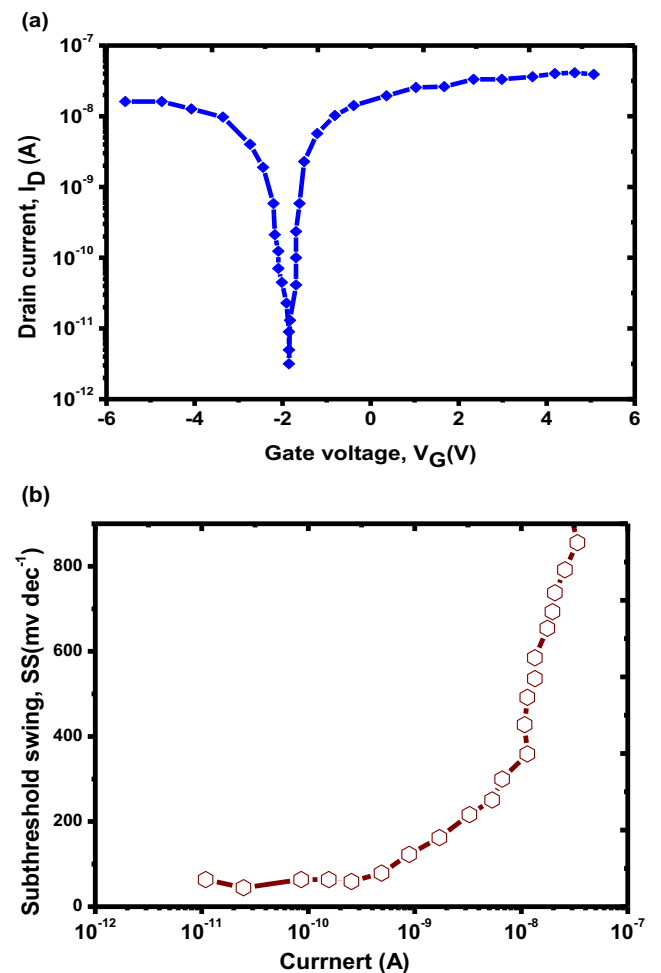 (a)
10⁻⁷
10⁻⁸
10⁻⁹
10⁻¹⁰
10⁻¹¹
10⁻¹²
Drain current, I_D (A)
-6 -4 -2 0 2 4 6
Gate voltage, V_G(V)
(b)
800
600
400
200
0
Subthreshold swing, SS(mv dec⁻¹)
10⁻¹² 10⁻¹¹ 10⁻¹⁰ 10⁻⁹ 10⁻⁸ 10⁻⁷
Currnert (A)